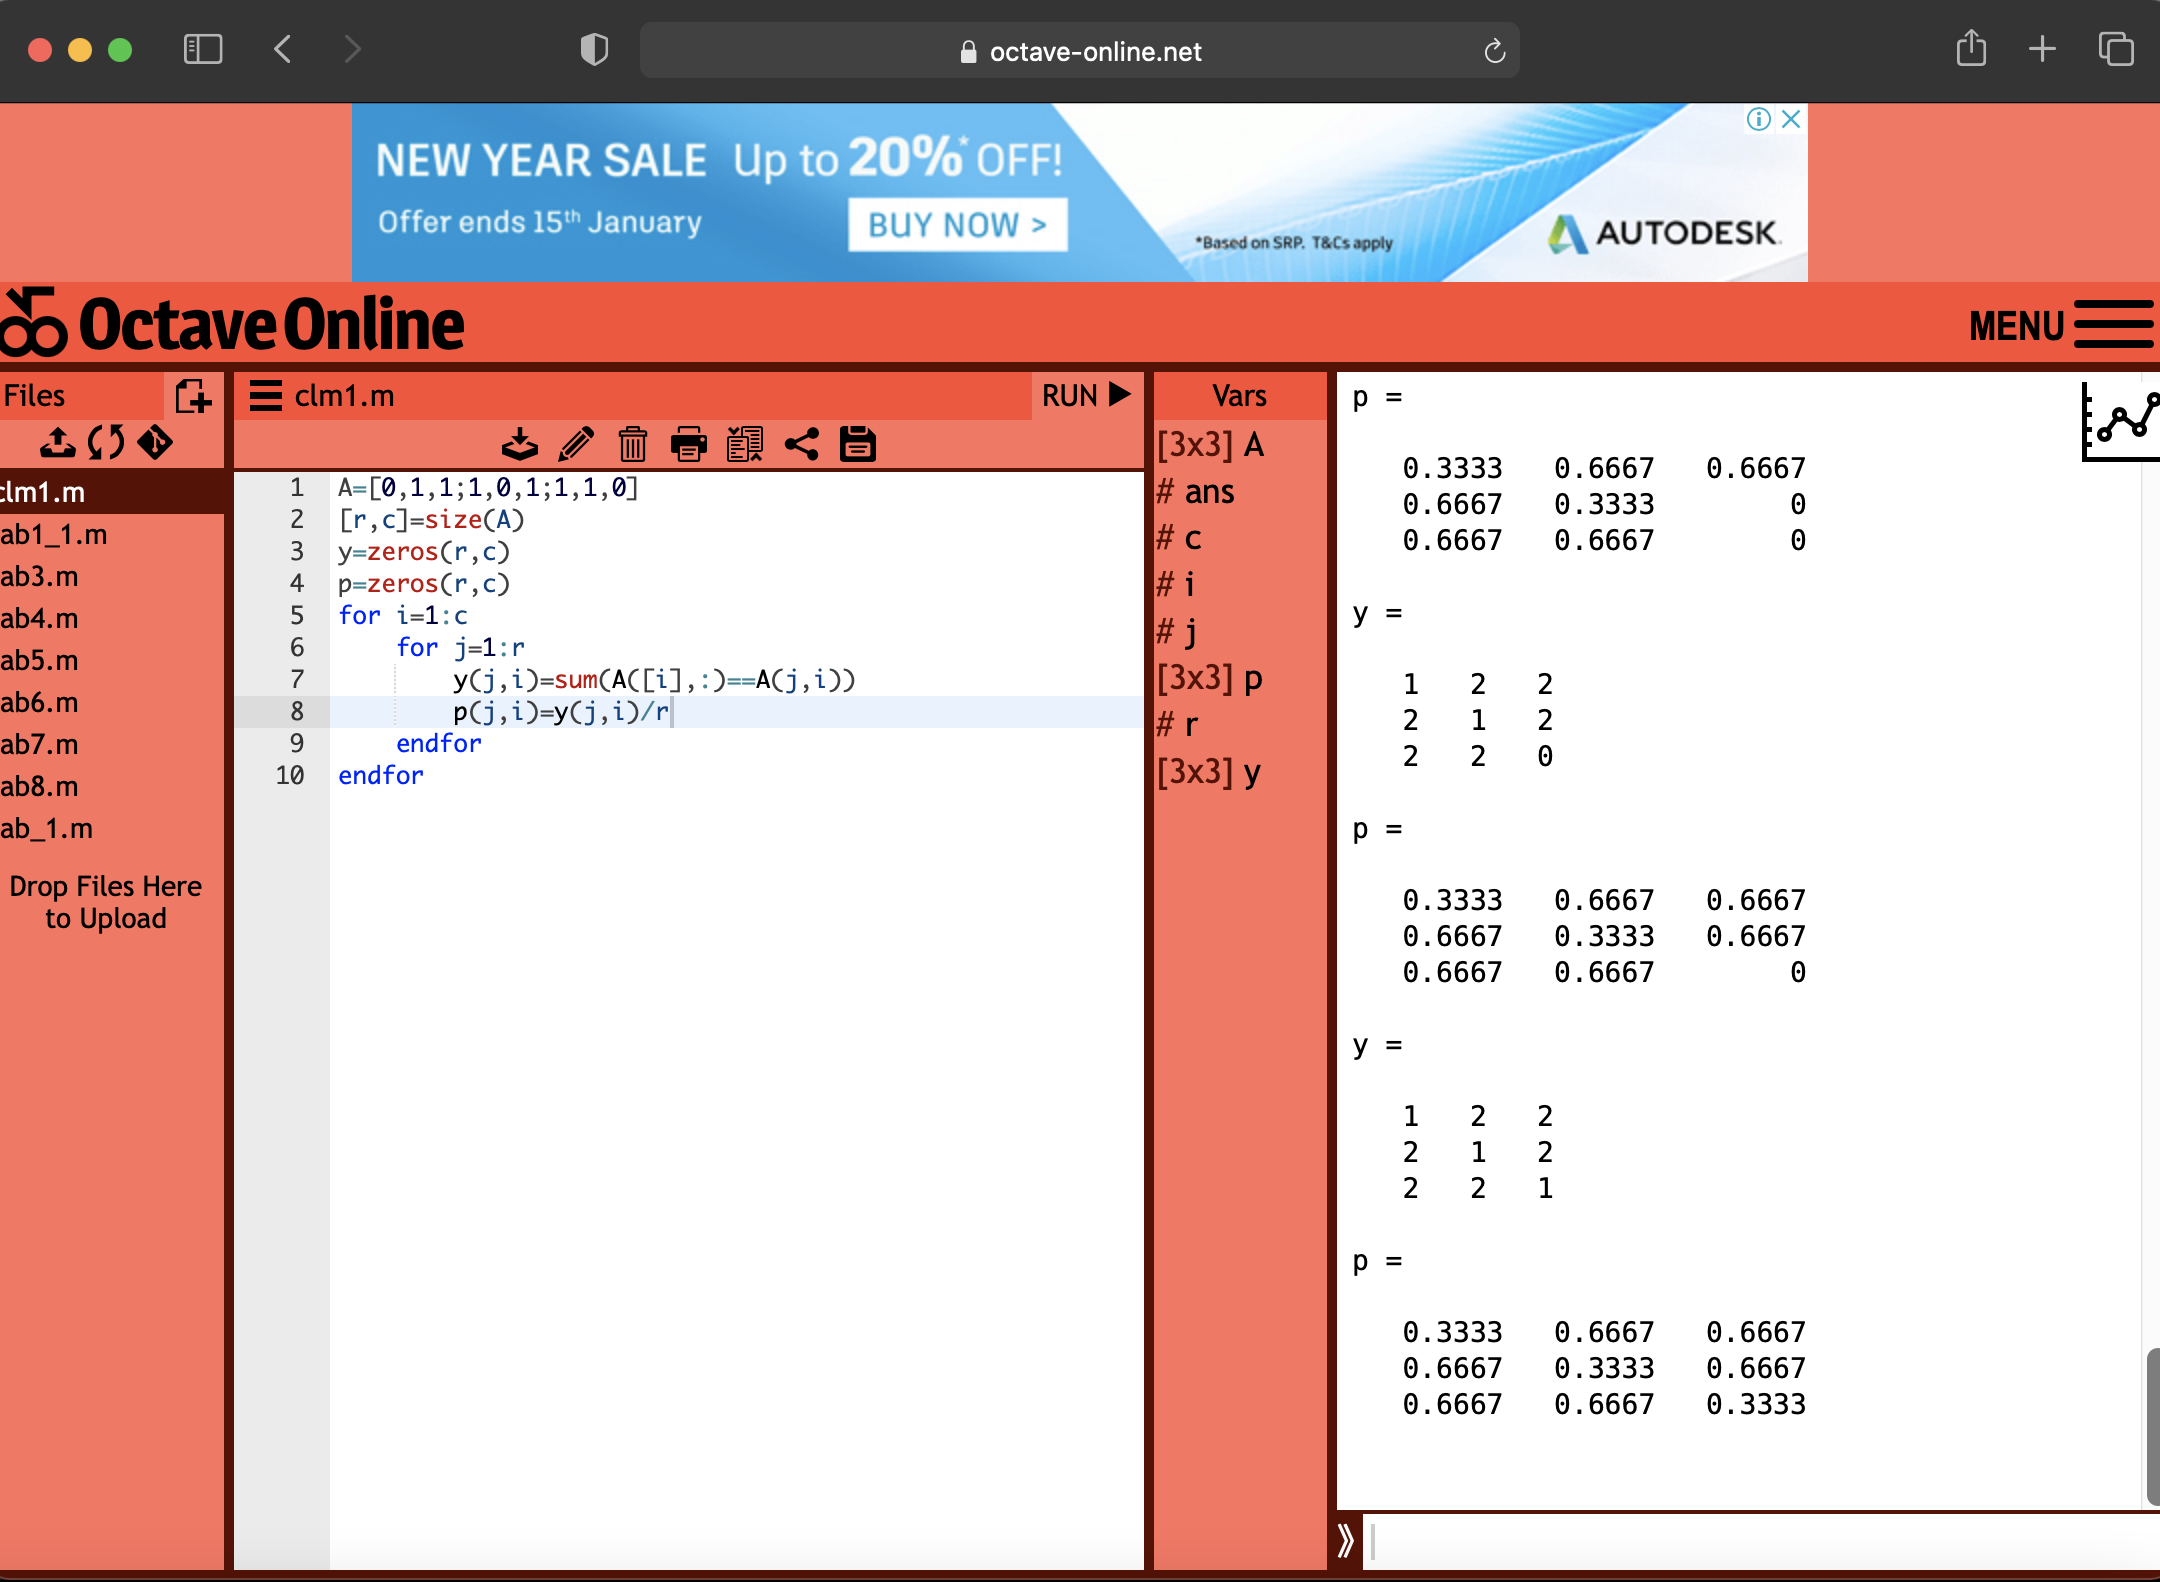 octave-online.net
NEW YEAR SALE Up to 20%* OFF!
Offer ends 15th January
BUY NOW >
*Based on SRP. T&Cs apply
AUTODESK.
Octave Online
MENU
Files
clm1.m
RUN
Vars
clm1.m
ab1_1.m
ab3.m
ab4.m
ab5.m
ab6.m
ab7.m
ab8.m
ab_1.m
Drop Files Here
to Upload
1 A=[0,1,1;1,0,1;1,1,0]
2 [r,c]=size(A)
3 y=zeros(r,c)
4 p=zeros(r,c)
5 for i=1:c
6     for j=1:r
7         y(j,i)=sum(A([i],:)==A(j,i))
8         p(j,i)=y(j,i)/r
9     endfor
10 endfor
[3x3] A
# ans
# c
# i
# j
[3x3] p
# r
[3x3] y
p =
0.3333 0.6667 0.6667
0.6667 0.3333 0
0.6667 0.6667 0
y =
1 2 2
2 1 2
2 2 0
p =
0.3333 0.6667 0.6667
0.6667 0.3333 0.6667
0.6667 0.6667 0
y =
1 2 2
2 1 2
2 2 1
p =
0.3333 0.6667 0.6667
0.6667 0.3333 0.6667
0.6667 0.6667 0.3333